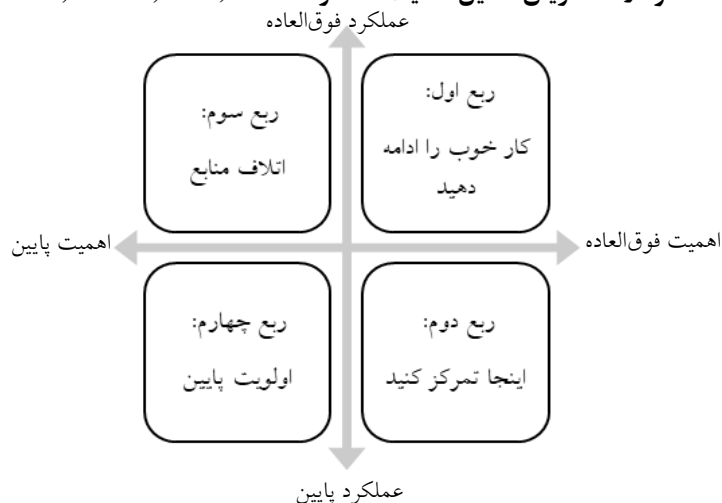 عملکرد فوق‌العاده
ربع اول:
کار خوب را ادامه
دهید
ربع سوم:
اتلاف منابع
اهمیت فوق‌العاده
اهمیت پایین
ربع دوم:
اینجا تمرکز کنید
ربع چهارم:
اولویت پایین
عملکرد پایین